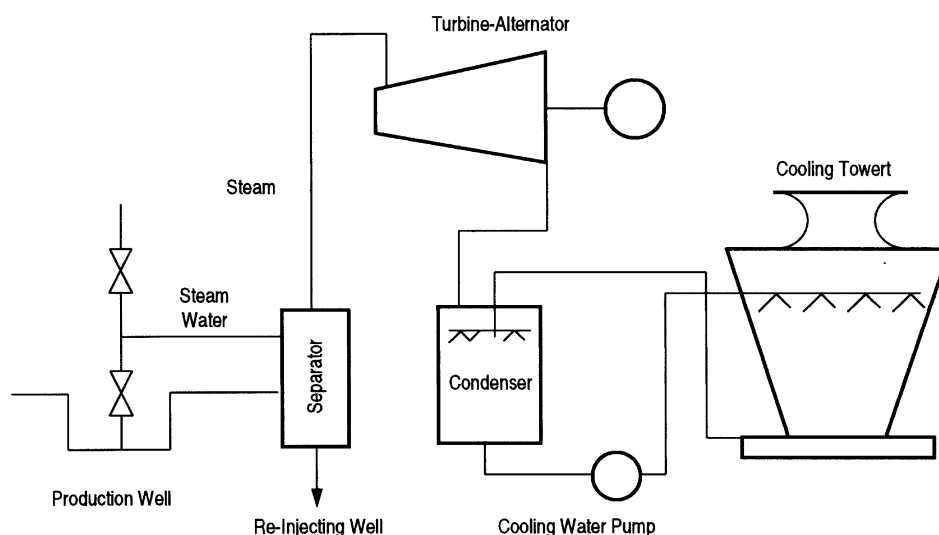 Turbine-Alternator
Cooling Towert
Steam
Steam
Water
Separator
Condenser
Production Well
Re-Injecting Well
Cooling Water Pump